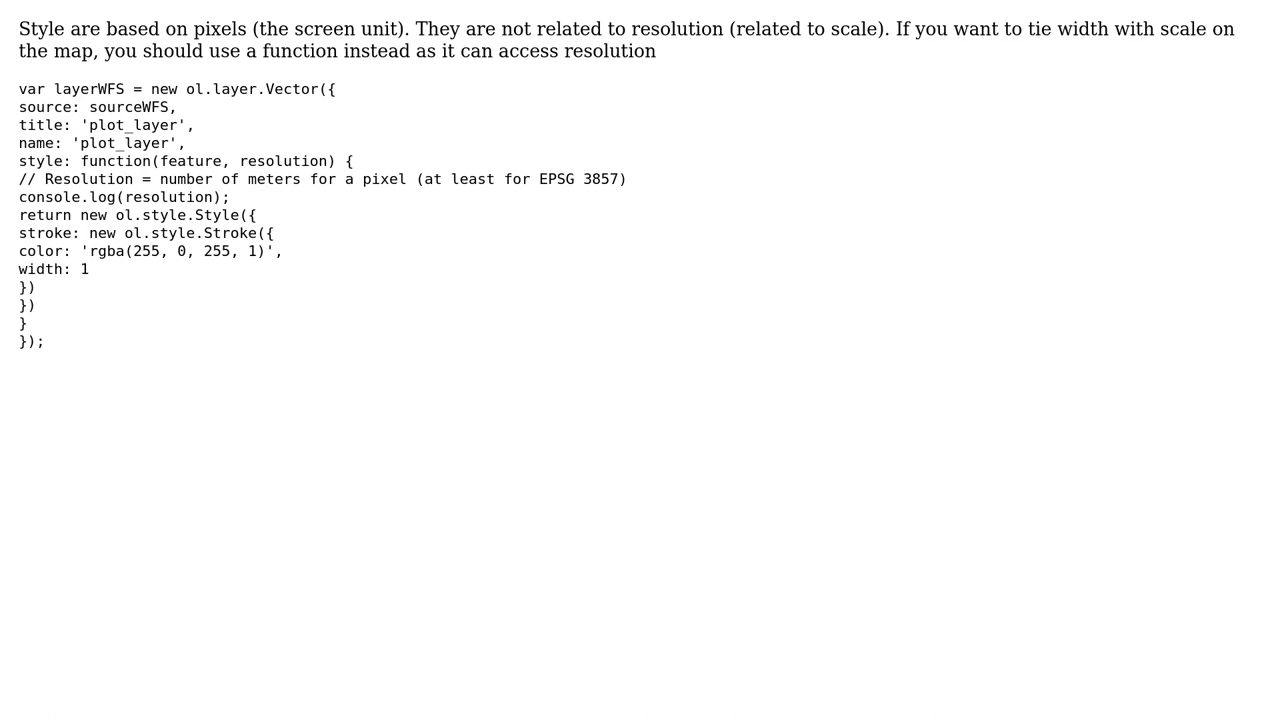 Style are based on pixels (the screen unit). They are not related to resolution (related to scale). If you want to tie width with scale on
the map, you should use a function instead as it can access resolution
var layerWFS = new ol.layer.Vector({
source: sourceWFS,
title: 'plot_layer',
name: 'plot_layer',
style: function(feature, resolution) {
// Resolution = number of meters for a pixel (at least for EPSG 3857)
console.log(resolution);
return new ol.style.Style({
stroke: new ol.style.Stroke({
color: 'rgba(255, 0, 255, 1)',
width: 1
})
})
}
});